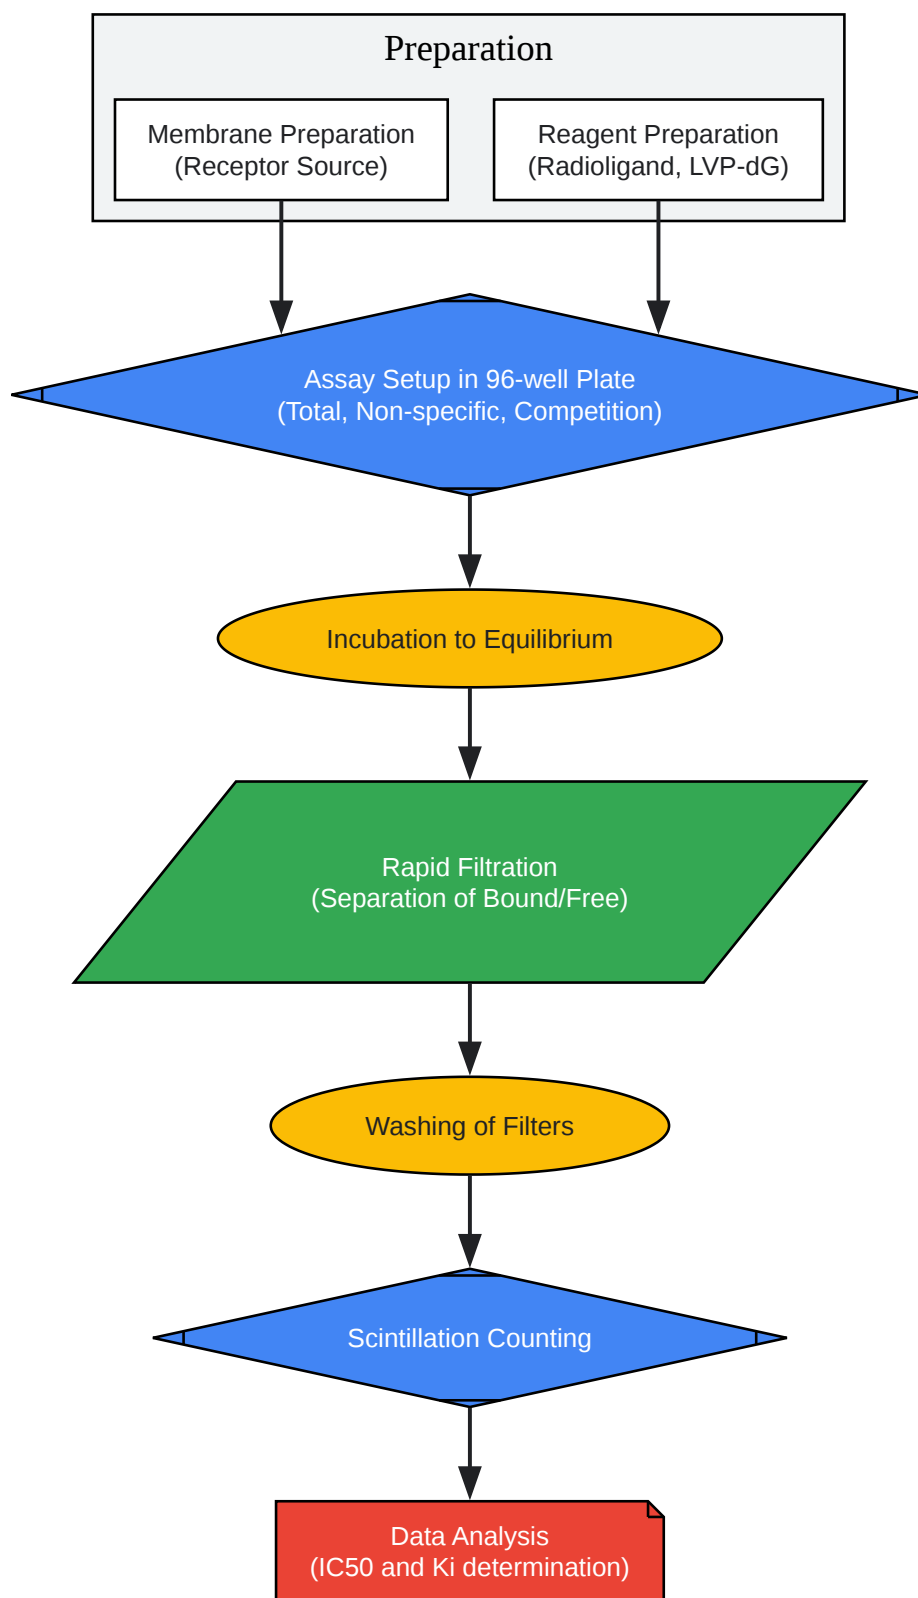 Preparation
Membrane Preparation
(Receptor Source)
Reagent Preparation
(Radioligand, LVP-dG)
Assay Setup in 96-well Plate
(Total, Non-specific, Competition)
Incubation to Equilibrium
Rapid Filtration
(Separation of Bound/Free)
Washing of Filters
Scintillation Counting
Data Analysis
(IC50 and Ki determination)